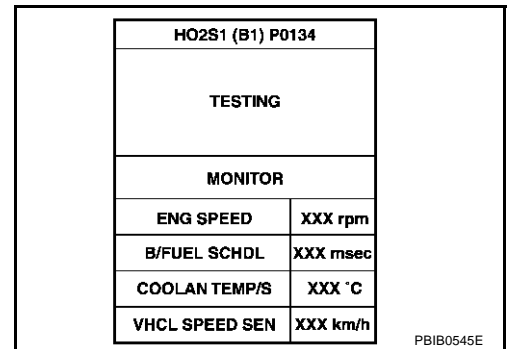 HO2S1 (B1) P0134
TESTING
MONITOR
ENG SPEED XXX rpm
B/FUEL SCHDL XXX msec
COOLAN TEMP/S XXX °C
VHCL SPEED SEN XXX km/h
PBIB0545E